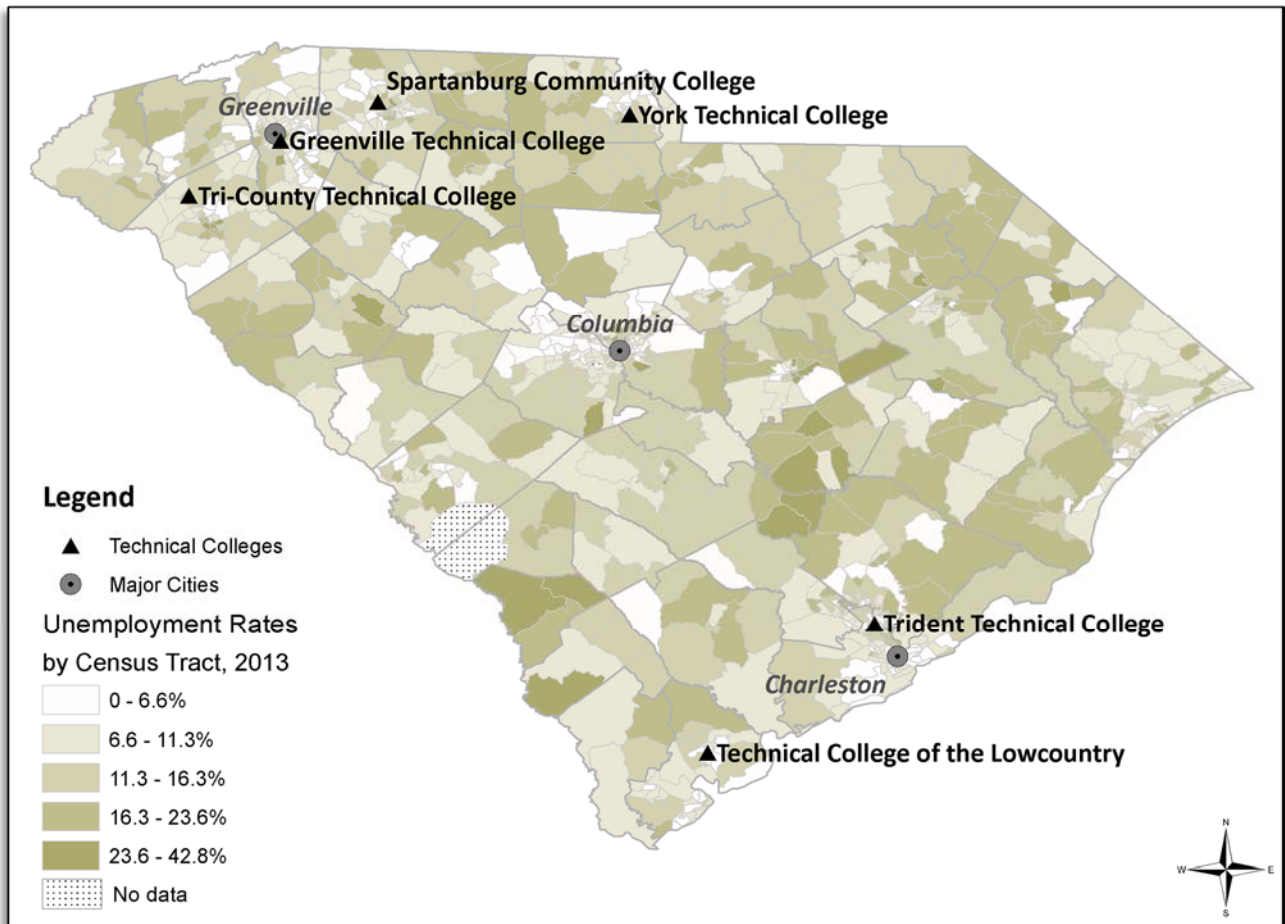 Spartanburg Community College
Greenville
York Technical College
Greenville Technical College
Tri-County Technical College
Columbia
Legend
Technical Colleges
Major Cities
Unemployment Rates
by Census Tract, 2013
0 - 6.6%
6.6 - 11.3%
11.3 - 16.3%
16.3 - 23.6%
23.6 - 42.8%
No data
Trident Technical College
Charleston
Technical College of the Lowcountry
N
W E
S